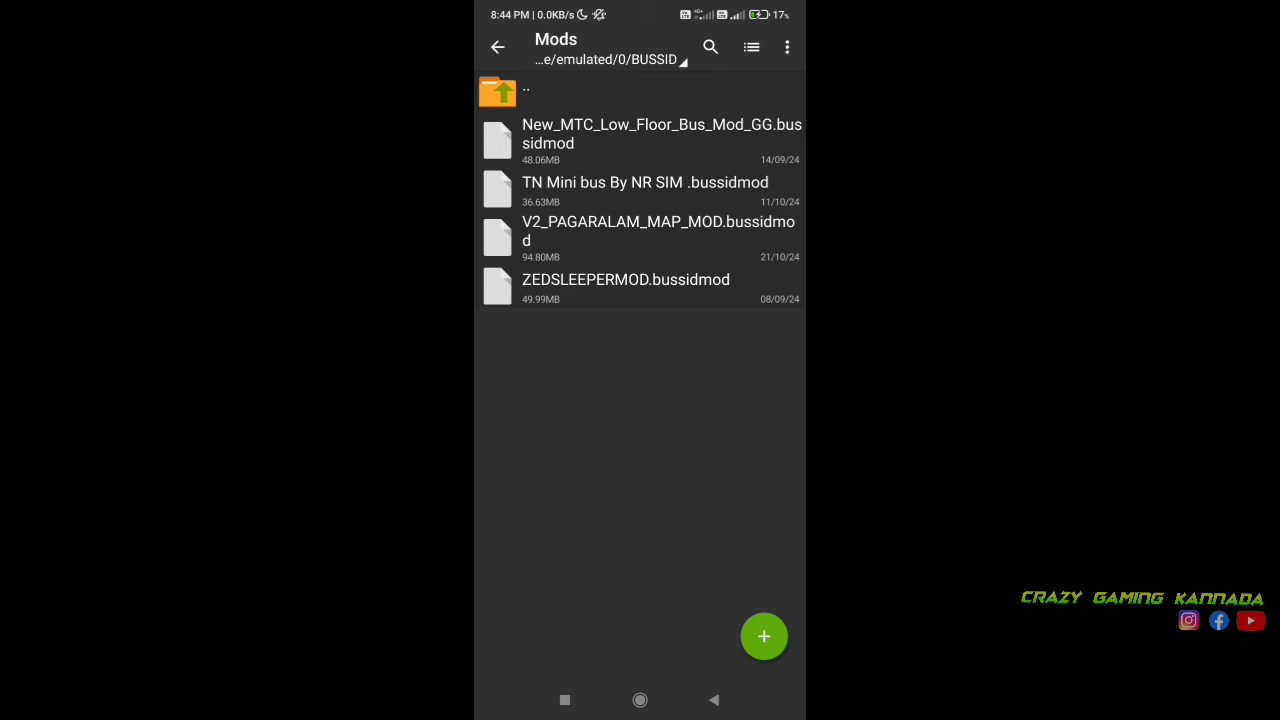 8:44 PM | 0.0KB/s
17%
Mods
...e/emulated/0/BUSSID
..
New_MTC_Low_Floor_Bus_Mod_GG.bus
sidmod
48.06MB 14/09/24
TN Mini bus By NR SIM .bussidmod
36.63MB 11/10/24
V2_PAGARALAM_MAP_MOD.bussidmo
d
94.80MB 21/10/24
ZEDSLEEPERMOD.bussidmod
49.99MB 08/09/24
CRAZY GAMING KANNADA